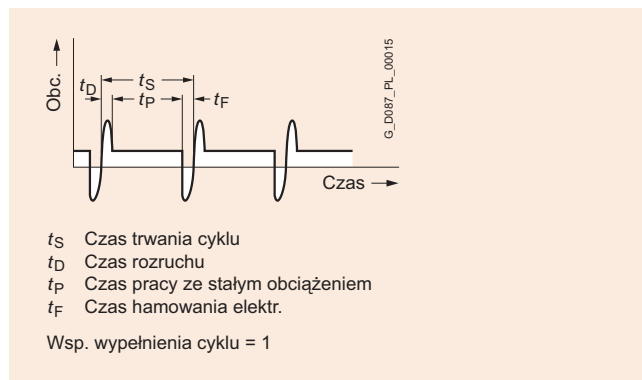 Obc.
tD
tS
tP
tF
G_D087_PL_00015
Czas
tS Czas trwania cyklu
tD Czas rozruchu
tP Czas pracy ze stałym obciążeniem
tF Czas hamowania elektr.
Wsp. wypełnienia cyklu = 1